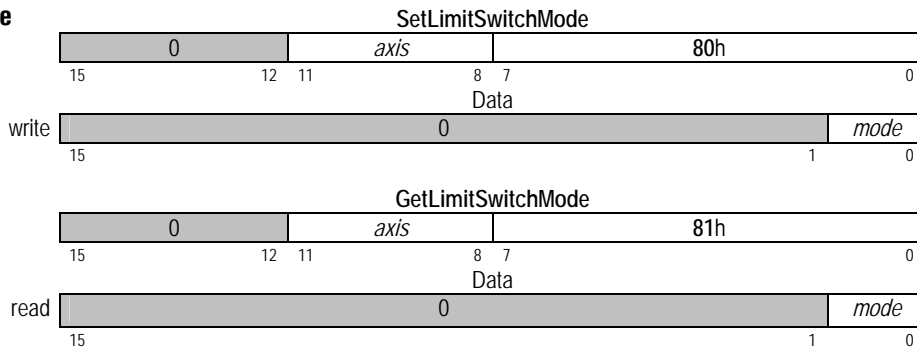 e
SetLimitSwitchMode
0 axis 80h
15 12 11 8 7 0
Data
write 0 mode
15 1 0
GetLimitSwitchMode
0 axis 81h
15 12 11 8 7 0
Data
read 0 mode
15 1 0